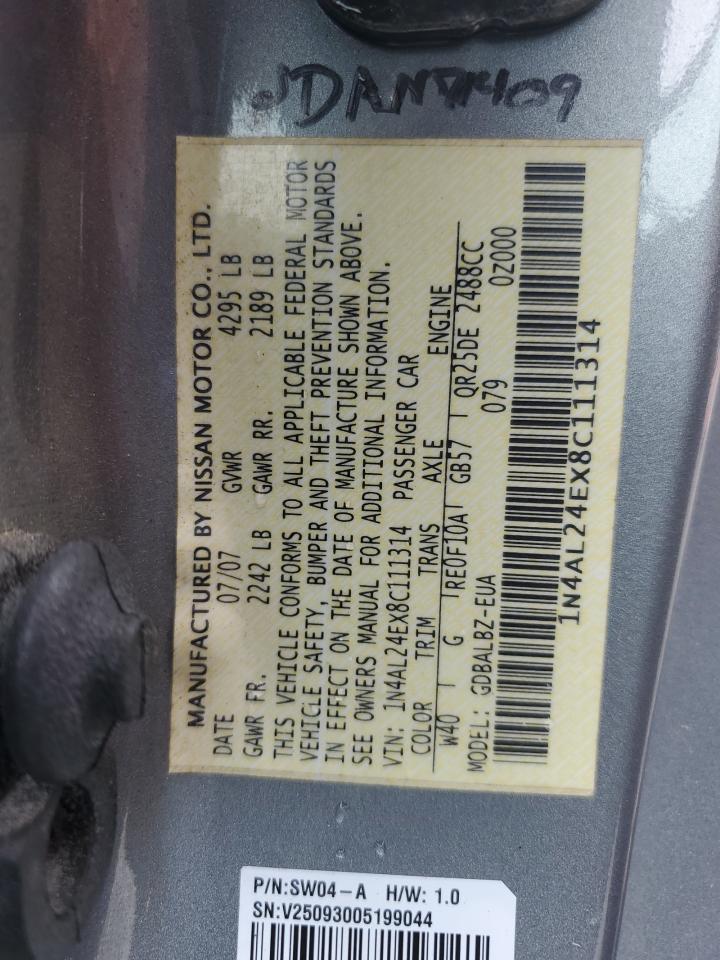 JDAN71409
MANUFACTURED BY NISSAN MOTOR CO., LTD.
DATE 07/07 GVWR 4295 LB
GAWR FR. 2242 LB GAWR RR. 2189 LB
THIS VEHICLE CONFORMS TO ALL APPLICABLE FEDERAL MOTOR
VEHICLE SAFETY, BUMPER AND THEFT PREVENTION STANDARDS
IN EFFECT ON THE DATE OF MANUFACTURE SHOWN ABOVE.
SEE OWNERS MANUAL FOR ADDITIONAL INFORMATION.
VIN: 1N4AL24EX8C111314 PASSENGER CAR
COLOR TRIM TRANS AXLE ENGINE
W40 G RE0F10A GB57 QR25DE 2488CC
MODEL: GDBALBZ-EUA 079 0Z000
1N4AL24EX8C111314
P/N:SW04-A H/W: 1.0
SN:V25093005199044